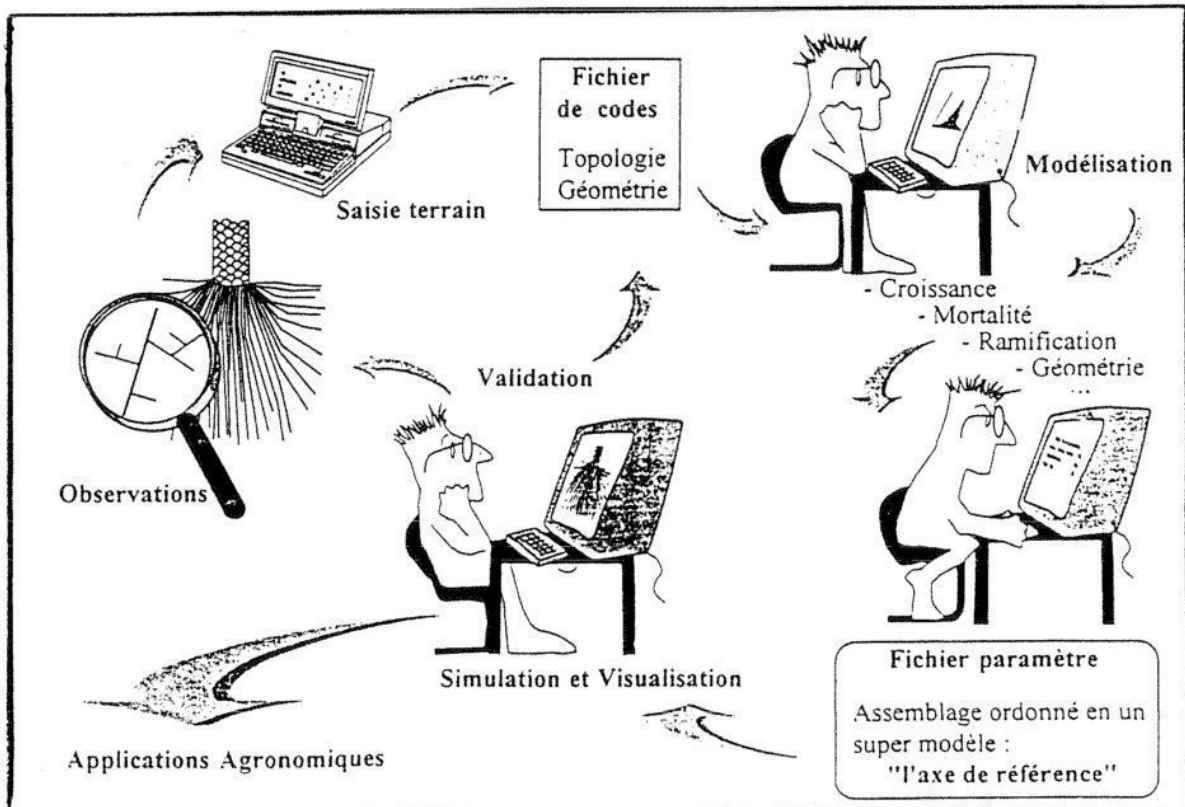 Fichier
de codes
Topologie
Géométrie
Saisie terrain
Modélisation
- Croissance
- Mortalité
- Ramification
- Géométrie
...
Validation
Observations
Simulation et Visualisation
Fichier paramètre
Assemblage ordonné en un
super modèle :
"l'axe de référence"
Applications Agronomiques